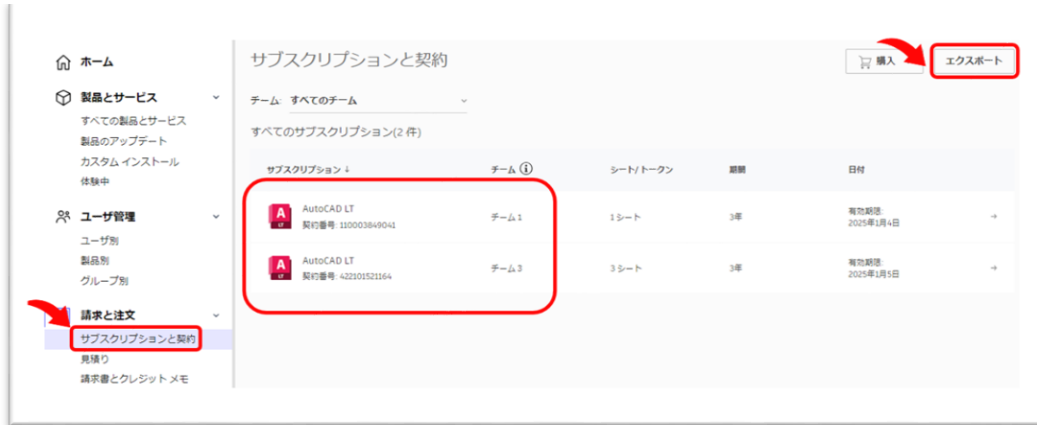 ホーム
製品とサービス
すべての製品とサービス
製品のアップデート
カスタム インストール
体験中
ユーザ管理
ユーザ別
製品別
グループ別
請求と注文
サブスクリプションと契約
見積り
請求書とクレジット メモ
サブスクリプションと契約
購入
エクスポート
チーム: すべてのチーム
すべてのサブスクリプション(2 件)
サブスクリプション ↓ チーム シート/トークン 期間 日付
AutoCAD LT
契約番号: 110003849041
チーム 1
1 シート
3年
有効期限:
2025年1月4日
AutoCAD LT
契約番号: 422101521164
チーム 3
3 シート
3年
有効期限:
2025年1月5日